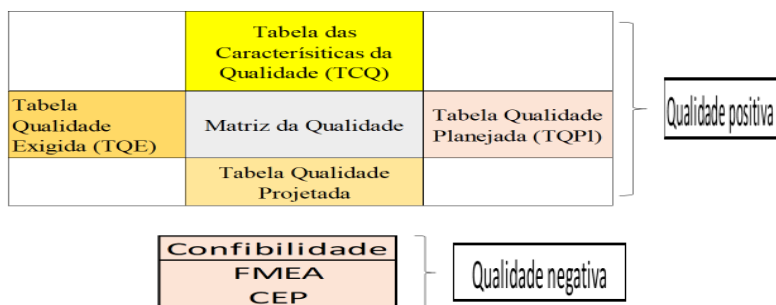 Tabela das
Caracterísiticas da
Qualidade (TCQ)
Tabela
Qualidade
Exigida (TQE)
Matriz da Qualidade
Tabela Qualidade
Planejada (TQPl)
Tabela Qualidade
Projetada
Qualidade positiva
Confibilidade
FMEA
CEP
Qualidade negativa